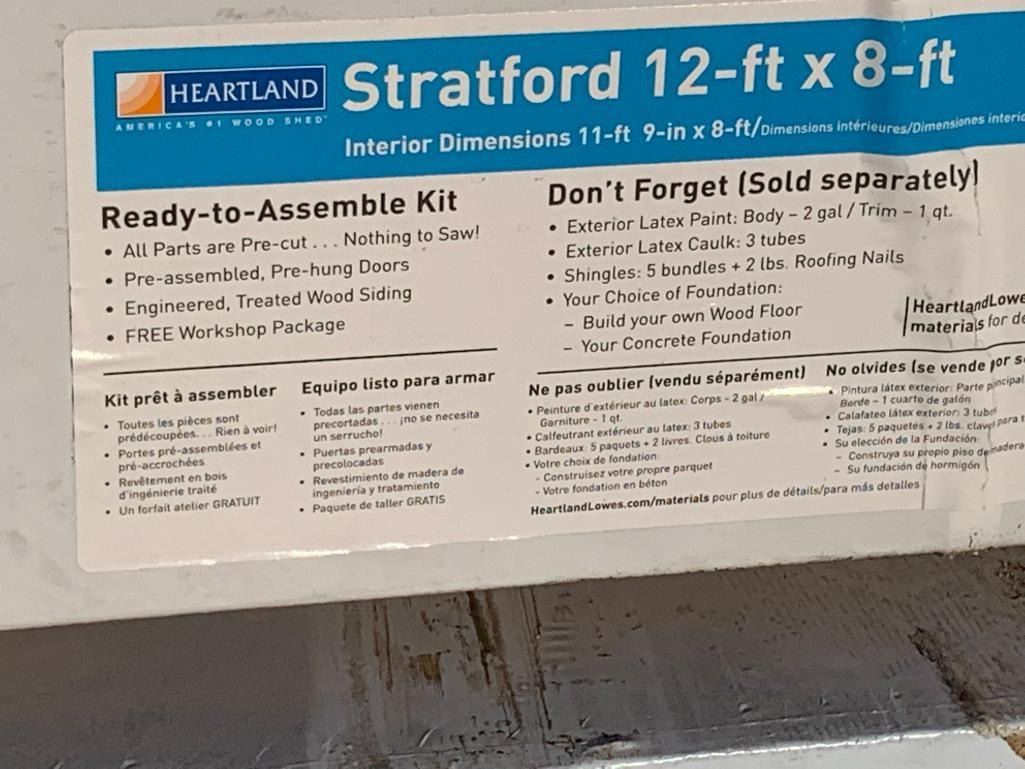 HEARTLAND
AMERICA'S #1 WOOD SHED™
Stratford 12-ft x 8-ft
Interior Dimensions 11-ft 9-in x 8-ft/Dimensions Intérieures/Dimensiones
Ready-to-Assemble Kit
• All Parts are Pre-cut . . . Nothing to Saw!
• Pre-assembled, Pre-hung Doors
• Engineered, Treated Wood Siding
• FREE Workshop Package
Don't Forget (Sold separately)
• Exterior Latex Paint: Body – 2 gal / Trim – 1 qt.
• Exterior Latex Caulk: 3 tubes
• Shingles: 5 bundles + 2 lbs. Roofing Nails
• Your Choice of Foundation:
– Build your own Wood Floor
– Your Concrete Foundation
HeartlandLowe
materials for de
Kit prêt à assembler
• Toutes les pièces sont
prédécoupées. . . Rien à voir!
• Portes pré-assemblées et
pré-accrochées
• Revêtement en bois
d'ingénierie traité
• Un forfait atelier GRATUIT
Equipo listo para armar
• Todas las partes vienen
precortadas . . . ¡no se necesita
un serrucho!
• Puertas prearmadas y
precolocadas
• Revestimiento de madera de
ingeniería y tratamiento
• Paquete de taller GRATIS
Ne pas oublier (vendu séparément)
• Peinture d'extérieur au latex: Corps - 2 gal /
Garniture - 1 qt.
• Calfeutrant extérieur au latex: 3 tubes
• Bardeaux: 5 paquets + 2 livres. Clous à toiture
• Votre choix de fondation:
- Construisez votre propre parquet
- Votre fondation en béton
No olvides (se vende por s
• Pintura látex exterior: Parte principal
Borde – 1 cuarto de galón
• Calafateo látex exterior: 3 tubos
• Tejas: 5 paquetes + 2 lbs. clavos para t
• Su elección de la Fundación:
– Construya su propio piso de madera
– Su fundación de hormigón
HeartlandLowes.com/materials pour plus de détails/para más detalles